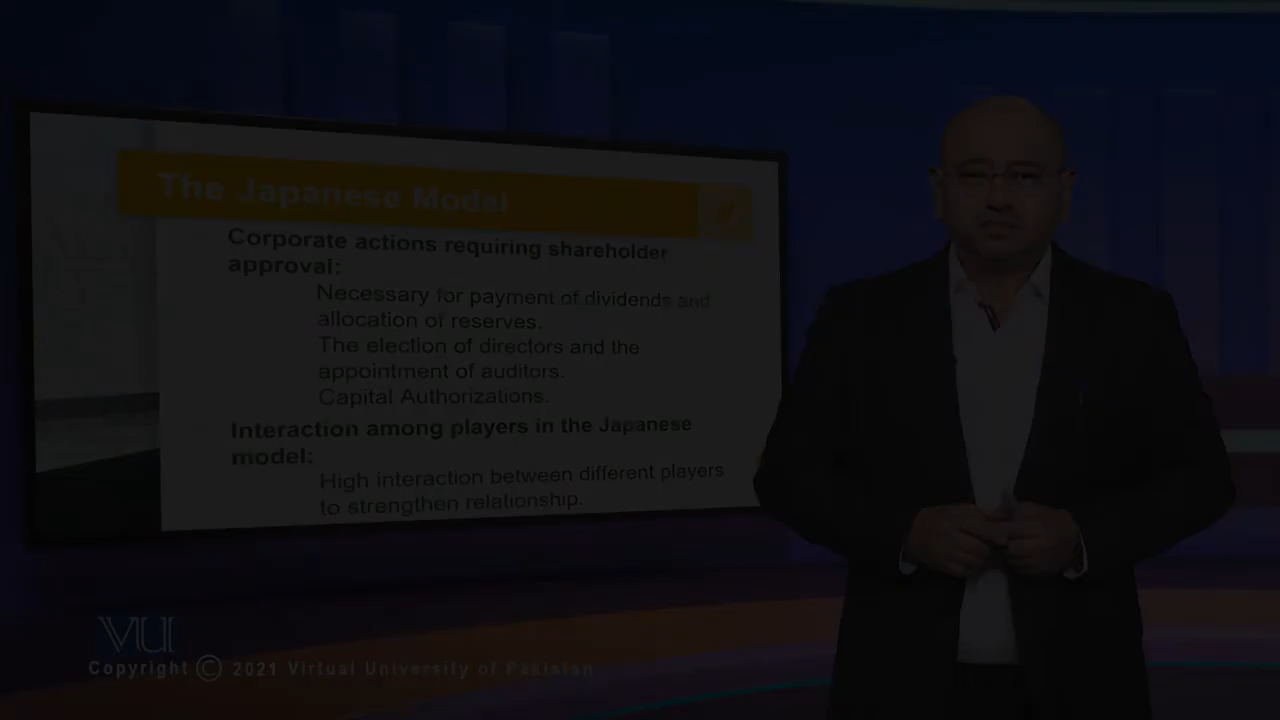 The Japanese Model
Corporate actions requiring shareholder
approval:
Necessary for payment of dividends and
allocation of reserves.
The election of directors and the
appointment of auditors.
Capital Authorizations.
Interaction among players in the Japanese
model:
High interaction between different players
to strengthen relationship.
VU
Copyright © 2021 Virtual University of Pakistan